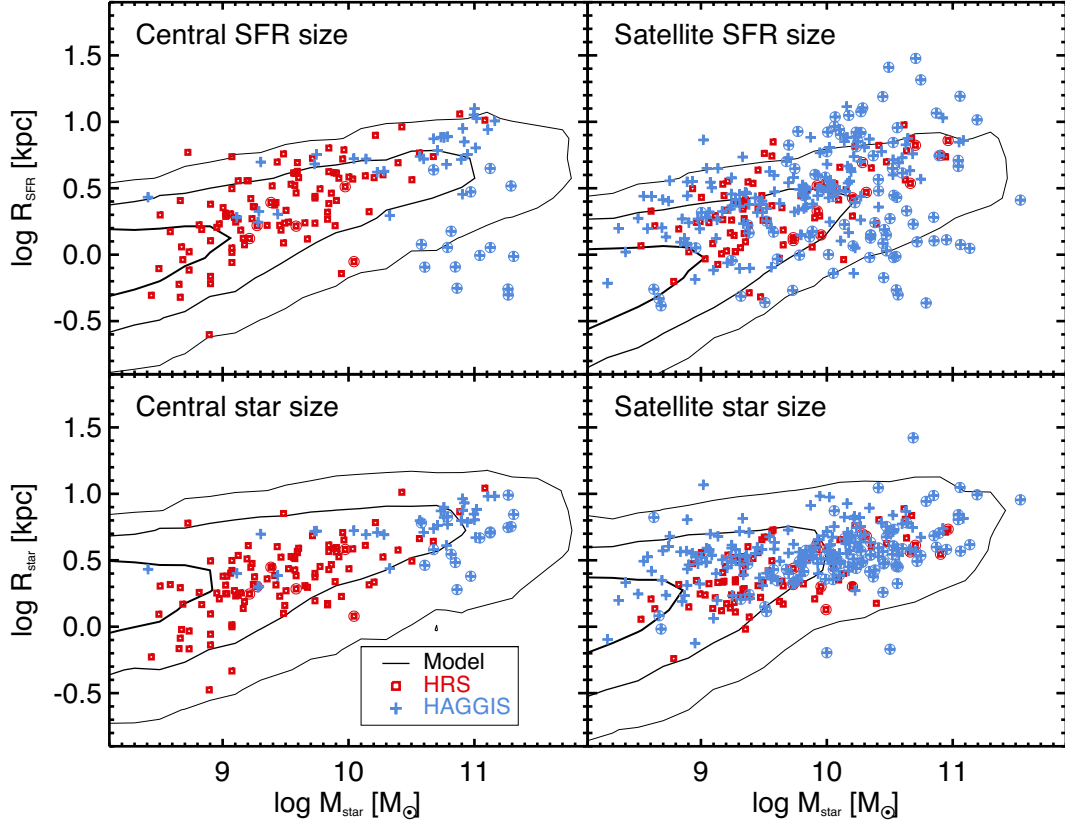 Central SFR size
Satellite SFR size
1.5
1.0
0.5
0.0
-0.5
log R_SFR [kpc]
Central star size
Satellite star size
1.5
1.0
0.5
0.0
-0.5
log R_star [kpc]
Model
HRS
HAGGIS
9
10
11
9
10
11
log M_star [M_⊙]
log M_star [M_⊙]